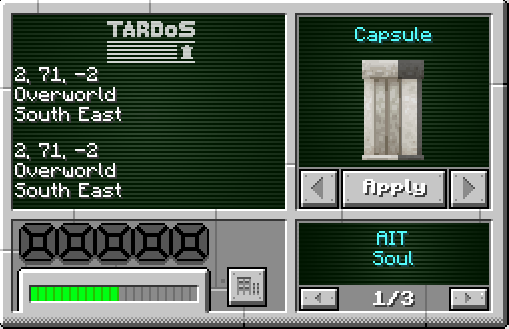 TARDoS
2, 71, -2
Overworld
South East
2, 71, -2
Overworld
South East
Capsule
Apply
AIT
Soul
1/3